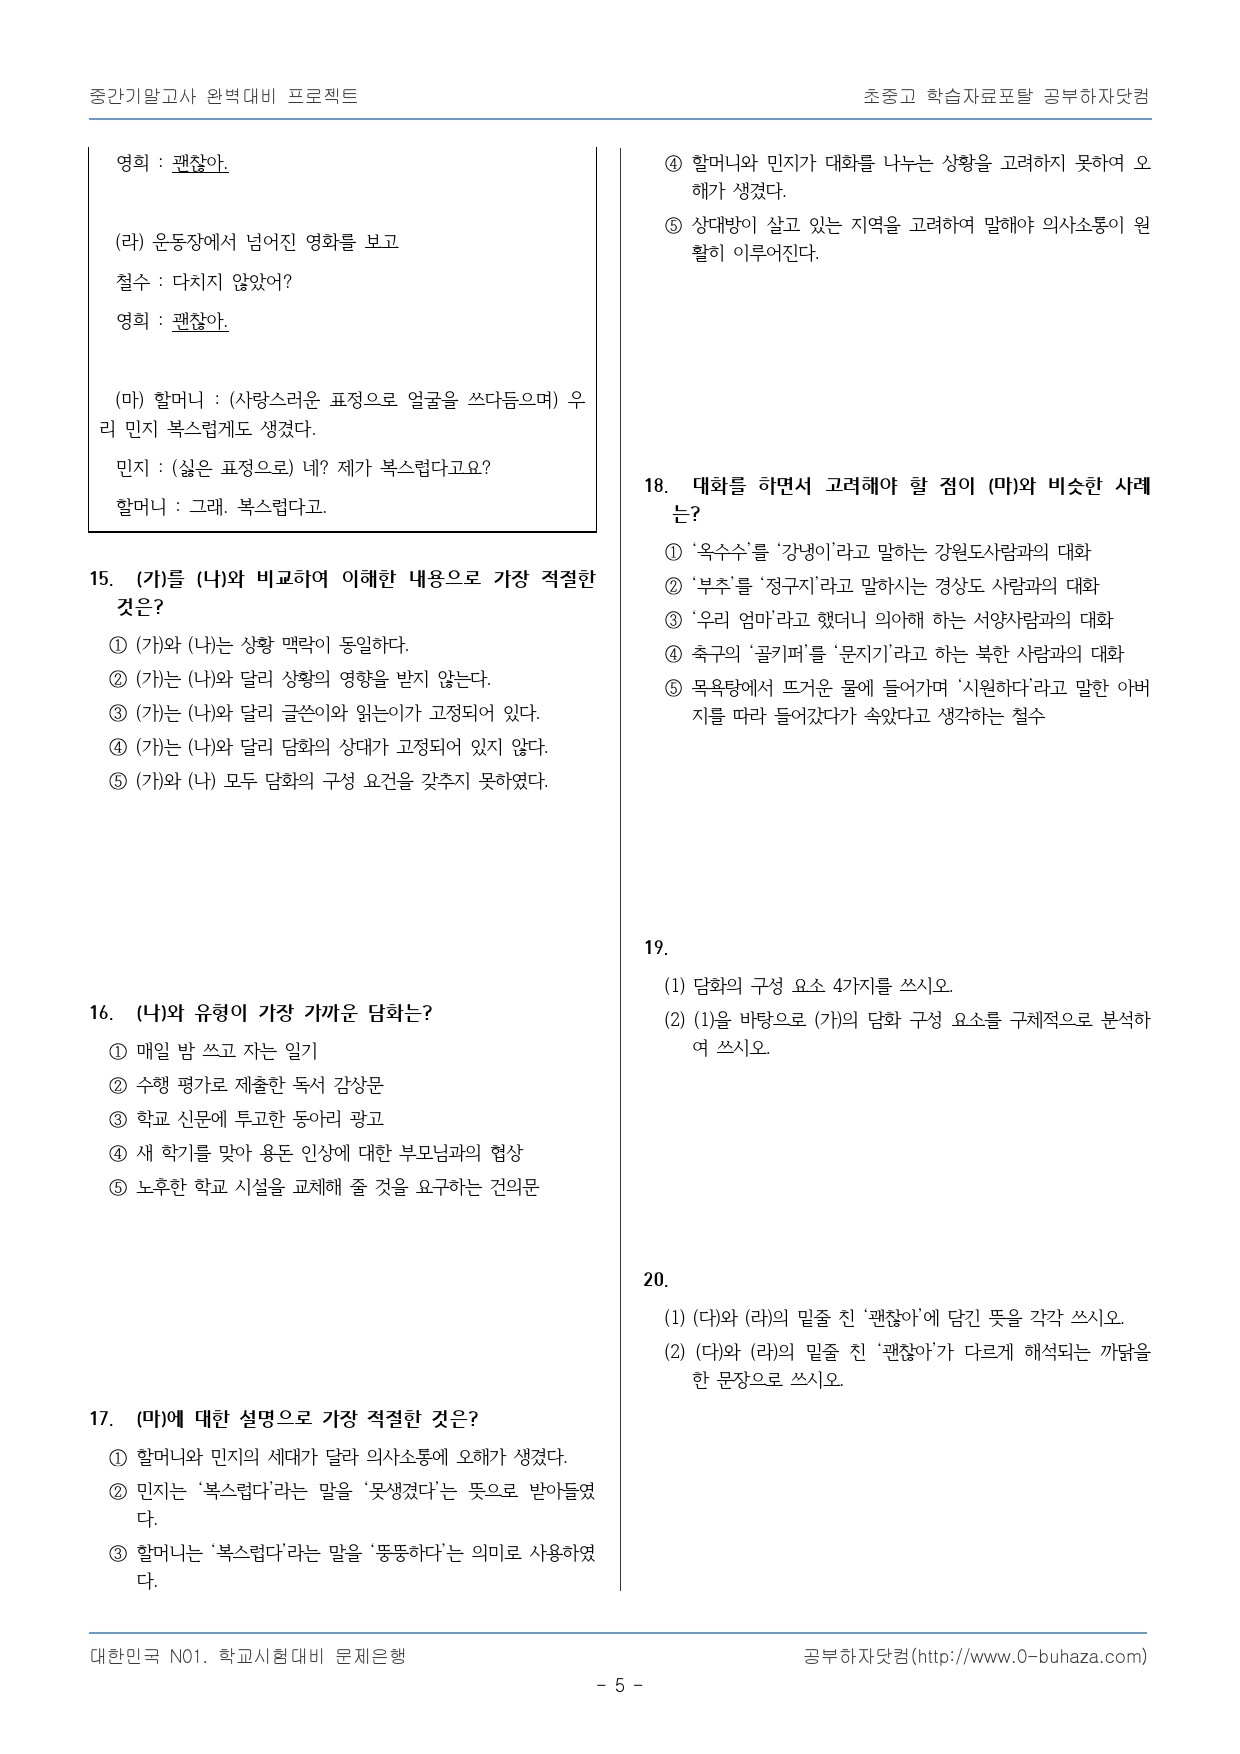 중간기말고사 완벽대비 프로젝트
초중고 학습자료포탈 공부하자닷컴
영희 : 괜찮아.
(라) 운동장에서 넘어진 영화를 보고
철수 : 다치지 않았어?
영희 : 괜찮아.
(마) 할머니 : (사랑스러운 표정으로 얼굴을 쓰다듬으며) 우
리 민지 복스럽게도 생겼다.
민지 : (싫은 표정으로) 네? 제가 복스럽다고요?
할머니 : 그래. 복스럽다고.
15. (가)를 (나)와 비교하여 이해한 내용으로 가장 적절한
것은?
① (가)와 (나)는 상황 맥락이 동일하다.
② (가)는 (나)와 달리 상황의 영향을 받지 않는다.
③ (가)는 (나)와 달리 글쓴이와 읽는이가 고정되어 있다.
④ (가)는 (나)와 달리 담화의 상대가 고정되어 있지 않다.
⑤ (가)와 (나) 모두 담화의 구성 요건을 갖추지 못하였다.
16. (나)와 유형이 가장 가까운 담화는?
① 매일 밤 쓰고 자는 일기
② 수행 평가로 제출한 독서 감상문
③ 학교 신문에 투고한 동아리 광고
④ 새 학기를 맞아 용돈 인상에 대한 부모님과의 협상
⑤ 노후한 학교 시설을 교체해 줄 것을 요구하는 건의문
17. (마)에 대한 설명으로 가장 적절한 것은?
① 할머니와 민지의 세대가 달라 의사소통에 오해가 생겼다.
② 민지는 ‘복스럽다’라는 말을 ‘못생겼다’는 뜻으로 받아들였
다.
③ 할머니는 ‘복스럽다’라는 말을 ‘뚱뚱하다’는 의미로 사용하였
다.
④ 할머니와 민지가 대화를 나누는 상황을 고려하지 못하여 오
해가 생겼다.
⑤ 상대방이 살고 있는 지역을 고려하여 말해야 의사소통이 원
활히 이루어진다.
18. 대화를 하면서 고려해야 할 점이 (마)와 비슷한 사례
는?
① ‘옥수수’를 ‘강냉이’라고 말하는 강원도사람과의 대화
② ‘부추’를 ‘정구지’라고 말하시는 경상도 사람과의 대화
③ ‘우리 엄마’라고 했더니 의아해 하는 서양사람과의 대화
④ 축구의 ‘골키퍼’를 ‘문지기’라고 하는 북한 사람과의 대화
⑤ 목욕탕에서 뜨거운 물에 들어가며 ‘시원하다’라고 말한 아버
지를 따라 들어갔다가 속았다고 생각하는 철수
19.
(1) 담화의 구성 요소 4가지를 쓰시오.
(2) (1)을 바탕으로 (가)의 담화 구성 요소를 구체적으로 분석하
여 쓰시오.
20.
(1) (다)와 (라)의 밑줄 친 ‘괜찮아’에 담긴 뜻을 각각 쓰시오.
(2) (다)와 (라)의 밑줄 친 ‘괜찮아’가 다르게 해석되는 까닭을
한 문장으로 쓰시오.
대한민국 N01. 학교시험대비 문제은행
공부하자닷컴(http://www.0-buhaza.com)
- 5 -